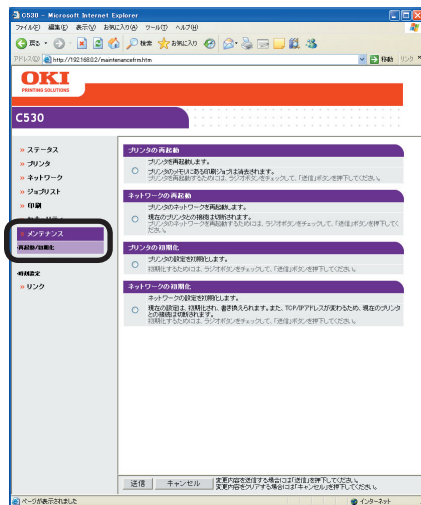 C530 - Microsoft Internet Explorer
ファイル(F) 編集(E) 表示(V) お気に入り(A) ツール(T) ヘルプ(H)
戻る 検索 お気に入り
アドレス(D) http://192.168.0.2/maintenancefrm.htm 移動 リンク
OKI
PRINTING SOLUTIONS
C530
» ステータス
» プリンタ
» ネットワーク
» ジョブリスト
» 印刷
» メンテナンス
再起動/初期化
時刻設定
» リンク
プリンタの再起動
プリンタを再起動します。
プリンタのメモリにある印刷ジョブは消去されます。
プリンタを再起動するためには、ラジオボタンをチェックして、「送信」ボタンを押下してください。
ネットワークの再起動
プリンタのネットワークを再起動します。
現在のプリンタとの接続は切断されます。
プリンタのネットワークを再起動するためには、ラジオボタンをチェックして、「送信」ボタンを押下してください。
プリンタの初期化
プリンタの設定を初期化します。
初期化するためには、ラジオボタンをチェックして、「送信」ボタンを押下してください。
ネットワークの初期化
ネットワークの設定を初期化します。
現在の設定は、初期化され、書き換えられます。また、TCP/IPアドレスが変わるため、現在のプリンタとの接続は切断されます。
初期化するためには、ラジオボタンをチェックして、「送信」ボタンを押下してください。
送信 キャンセル 変更内容を送信する場合には「送信」を押下してください。
変更内容をクリアする場合には「キャンセル」を押下してください。
ページが表示されました インターネット